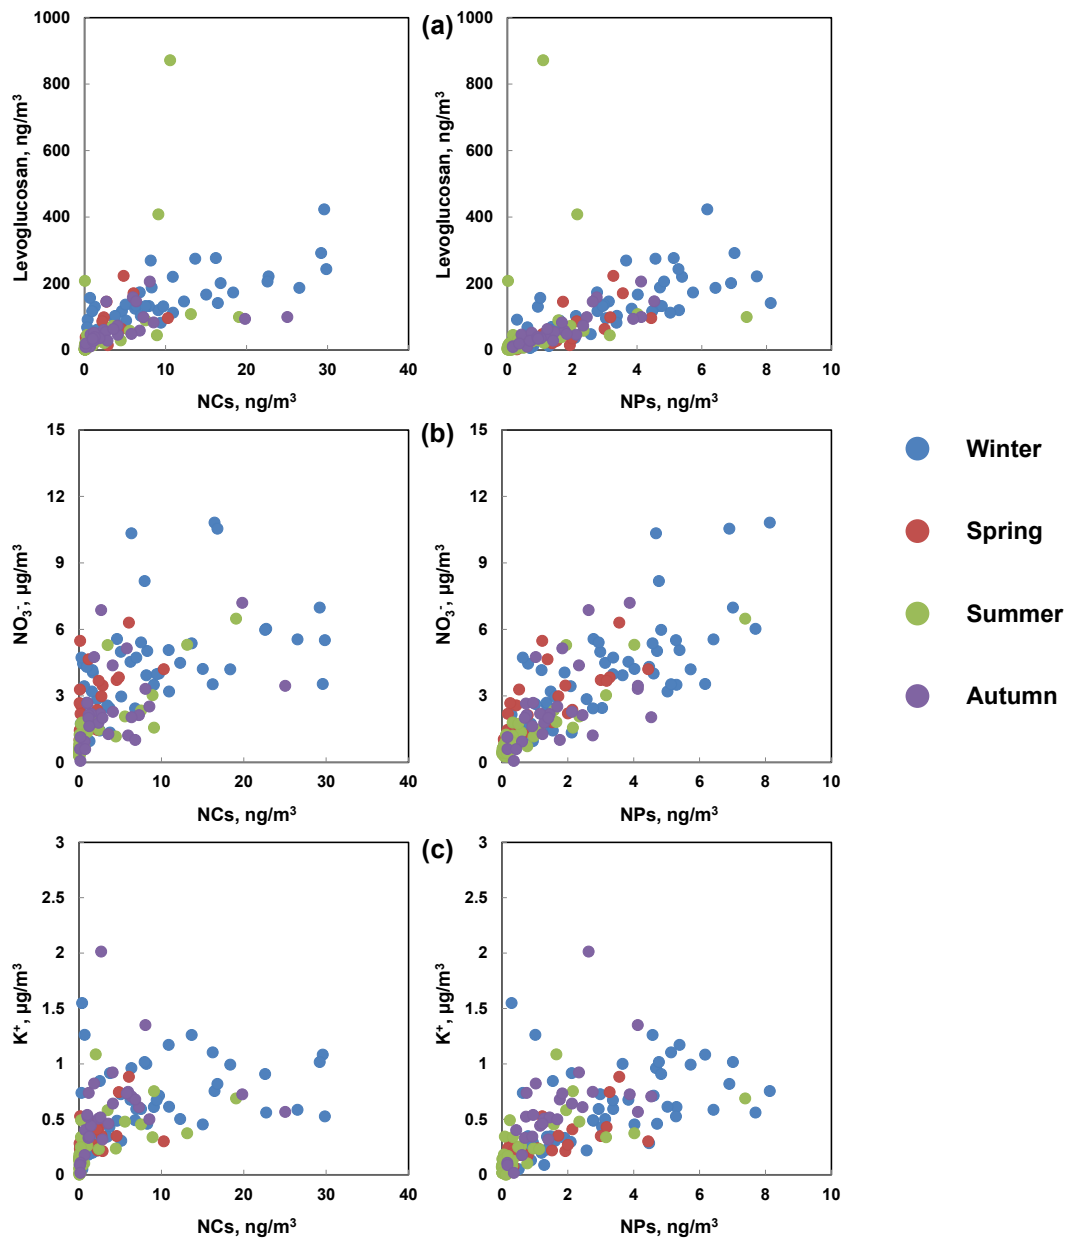 (a)
Levoglucosan, ng/m³
1000
800
600
400
200
0
0 10 20 30 40
NCs, ng/m³
Levoglucosan, ng/m³
1000
800
600
400
200
0
0 2 4 6 8 10
NPs, ng/m³
(b)
NO₃⁻, µg/m³
15
12
9
6
3
0
0 10 20 30 40
NCs, ng/m³
NO₃⁻, µg/m³
15
12
9
6
3
0
0 2 4 6 8 10
NPs, ng/m³
(c)
K⁺, µg/m³
3
2.5
2
1.5
1
0.5
0
0 10 20 30 40
NCs, ng/m³
K⁺, µg/m³
3
2.5
2
1.5
1
0.5
0
0 2 4 6 8 10
NPs, ng/m³
Winter
Spring
Summer
Autumn